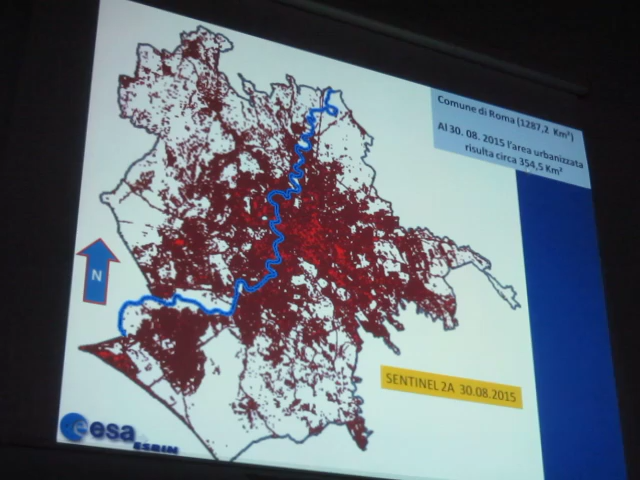 Comune di Roma (1287,2 Km²)
Al 30. 08. 2015 l'area urbanizzata
risulta circa 354,5 Km²
N
SENTINEL 2A 30.08.2015
esa
ESRIN